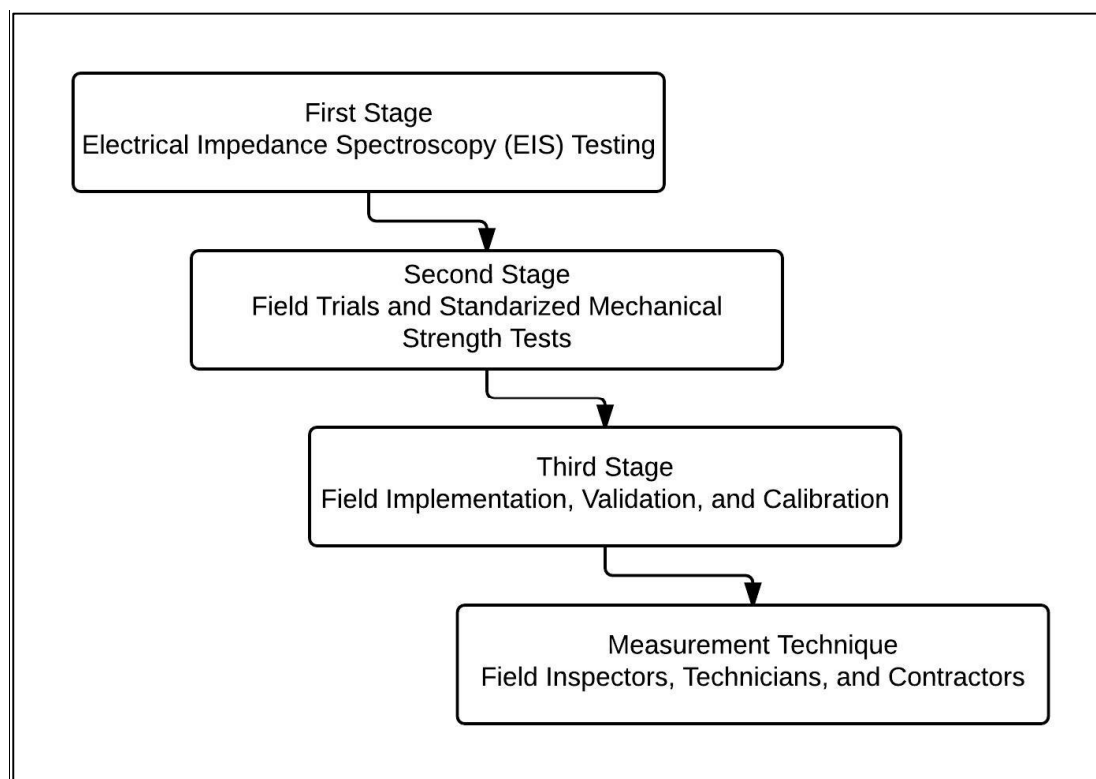 First Stage
Electrical Impedance Spectroscopy (EIS) Testing
Second Stage
Field Trials and Standarized Mechanical
Strength Tests
Third Stage
Field Implementation, Validation, and Calibration
Measurement Technique
Field Inspectors, Technicians, and Contractors